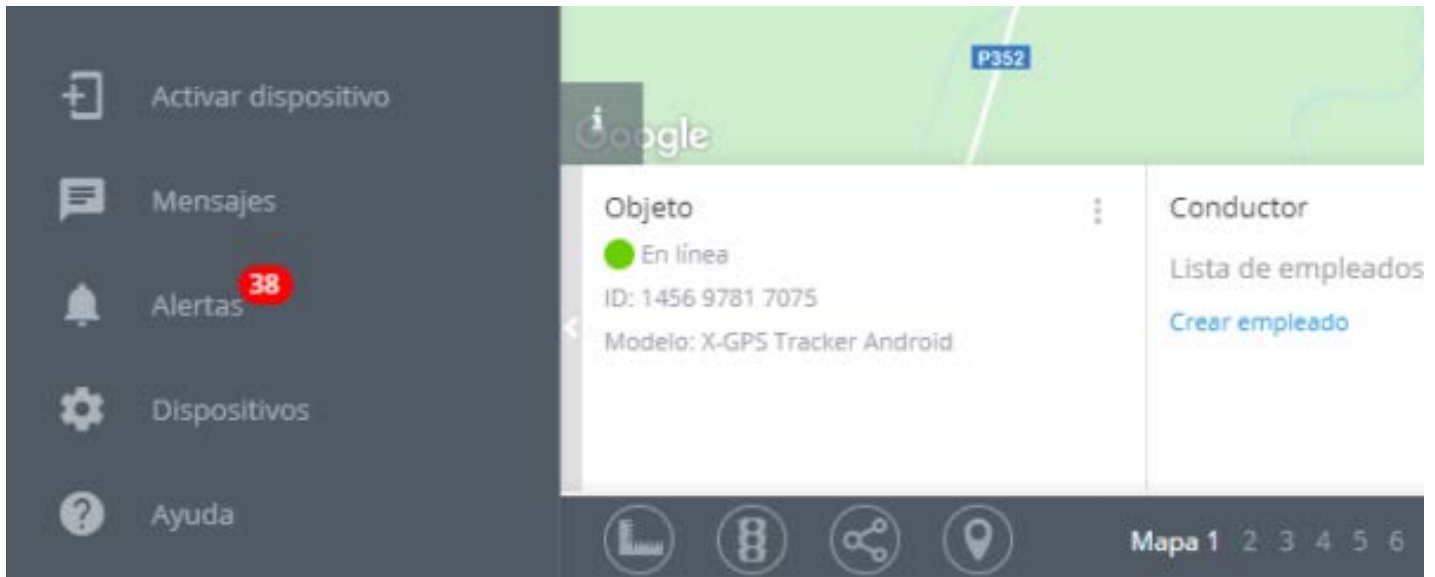 Activar dispositivo
Mensajes
Alertas
38
Dispositivos
Ayuda
P352
i
Google
Objeto
En línea
ID: 1456 9781 7075
Modelo: X-GPS Tracker Android
Conductor
Lista de empleados
Crear empleado
Mapa 1 2 3 4 5 6